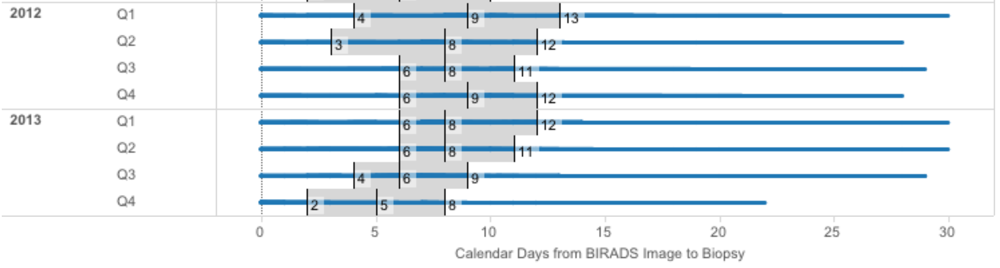 2012 Q1 4 9 13
Q2 3 8 12
Q3 6 8 11
Q4 6 9 12
2013 Q1 6 8 12
Q2 6 8 11
Q3 4 6 9
Q4 2 5 8
0 5 10 15 20 25 30
Calendar Days from BIRADS Image to Biopsy